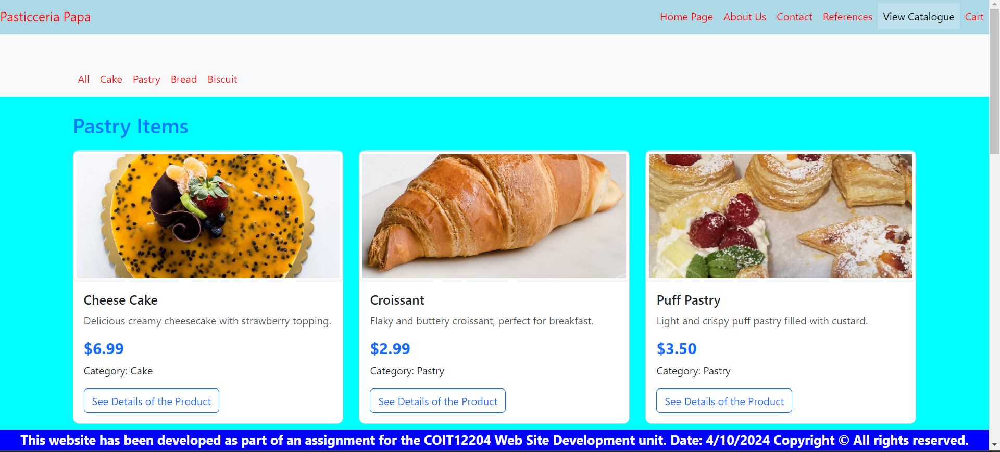 Pasticceria Papa
Home Page About Us Contact References View Catalogue Cart
All Cake Pastry Bread Biscuit
Pastry Items
Cheese Cake
Delicious creamy cheesecake with strawberry topping.
$6.99
Category: Cake
See Details of the Product
Croissant
Flaky and buttery croissant, perfect for breakfast.
$2.99
Category: Pastry
See Details of the Product
Puff Pastry
Light and crispy puff pastry filled with custard.
$3.50
Category: Pastry
See Details of the Product
This website has been developed as part of an assignment for the COIT12204 Web Site Development unit. Date: 4/10/2024 Copyright © All rights reserved.